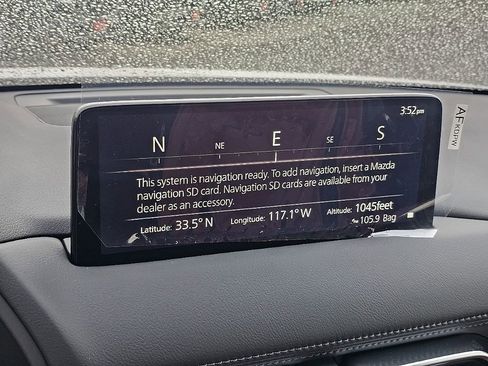 3:52pm
N NE E SE S
This system is navigation ready. To add navigation, insert a Mazda
navigation SD card. Navigation SD cards are available from your
dealer as an accessory.
Latitude: 33.5° N Longitude: 117.1° W Altitude: 1045feet
105.9 Bag
AFKDPW